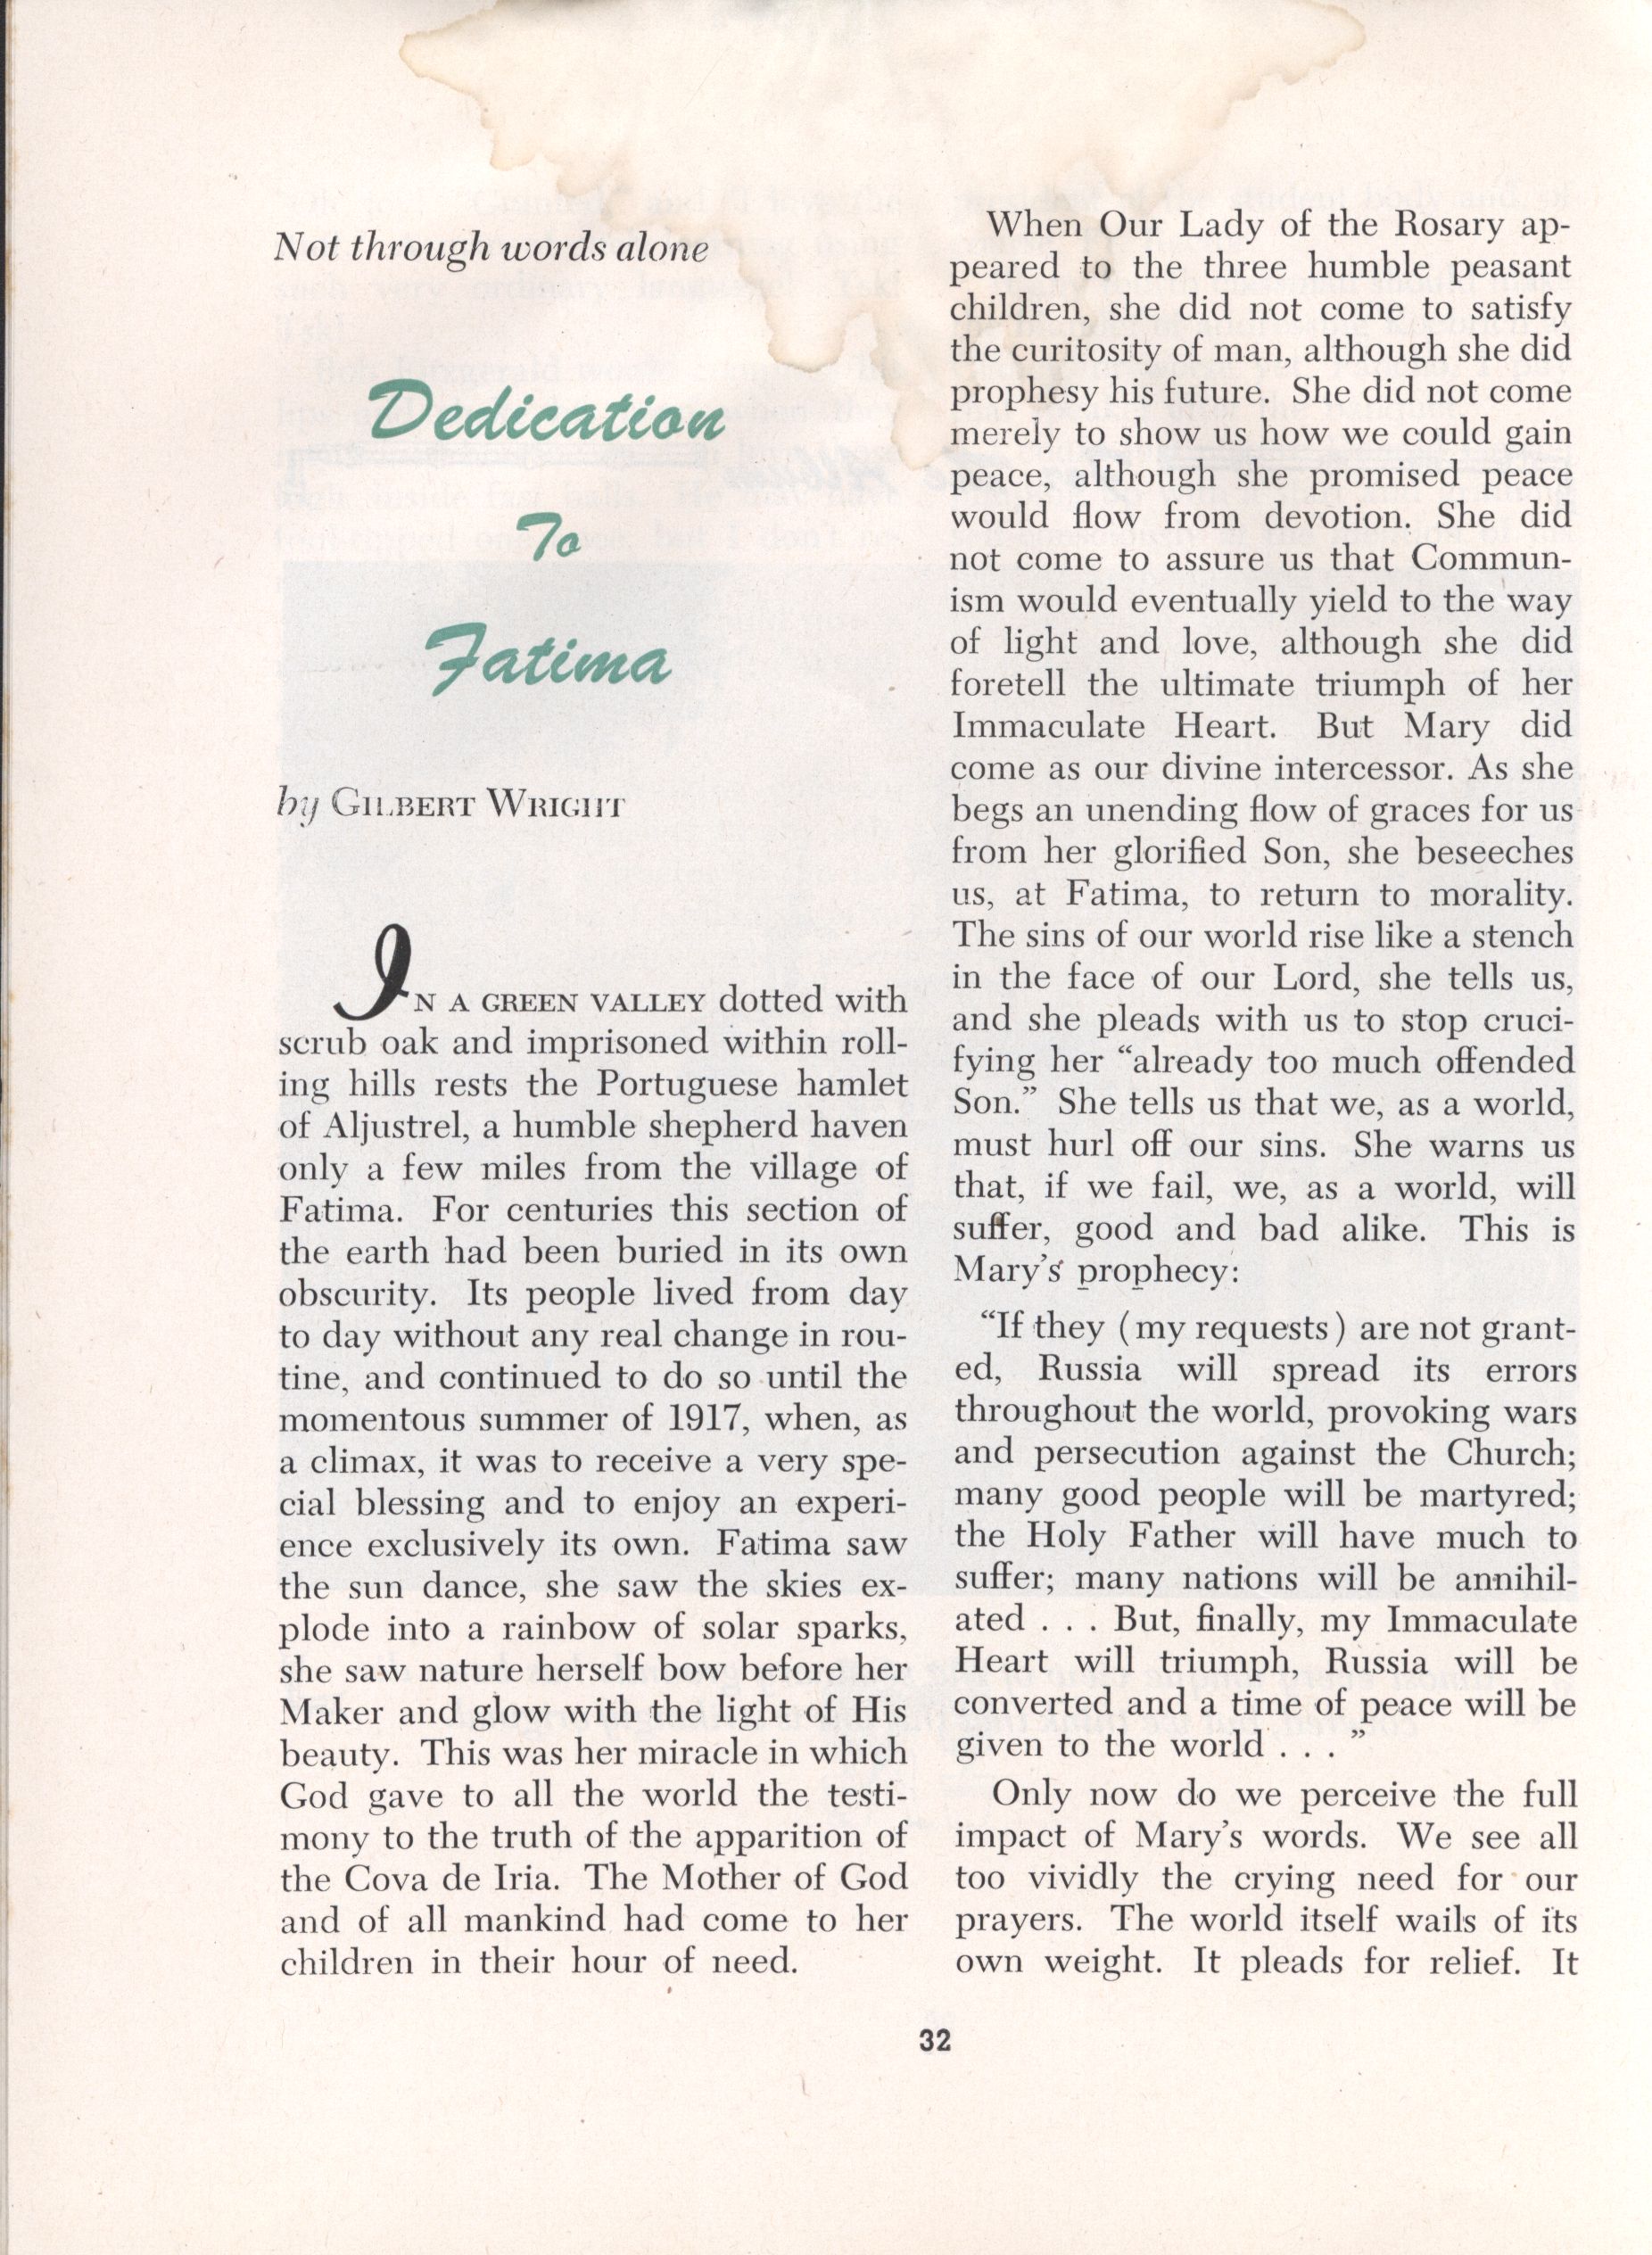 Not through words alone
Dedication
To
Fatima
by GILBERT WRIGHT
IN A GREEN VALLEY dotted with
scrub oak and imprisoned within roll-
ing hills rests the Portuguese hamlet
of Aljustrel, a humble shepherd haven
only a few miles from the village of
Fatima. For centuries this section of
the earth had been buried in its own
obscurity. Its people lived from day
to day without any real change in rou-
tine, and continued to do so until the
momentous summer of 1917, when, as
a climax, it was to receive a very spe-
cial blessing and to enjoy an experi-
ence exclusively its own. Fatima saw
the sun dance, she saw the skies ex-
plode into a rainbow of solar sparks,
she saw nature herself bow before her
Maker and glow with the light of His
beauty. This was her miracle in which
God gave to all the world the testi-
mony to the truth of the apparition of
the Cova de Iria. The Mother of God
and of all mankind had come to her
children in their hour of need.
When Our Lady of the Rosary ap-
peared to the three humble peasant
children, she did not come to satisfy
the curitosity of man, although she did
prophesy his future. She did not come
merely to show us how we could gain
peace, although she promised peace
would flow from devotion. She did
not come to assure us that Commun-
ism would eventually yield to the way
of light and love, although she did
foretell the ultimate triumph of her
Immaculate Heart. But Mary did
come as our divine intercessor. As she
begs an unending flow of graces for us
from her glorified Son, she beseeches
us, at Fatima, to return to morality.
The sins of our world rise like a stench
in the face of our Lord, she tells us,
and she pleads with us to stop cruci-
fying her “already too much offended
Son.” She tells us that we, as a world,
must hurl off our sins. She warns us
that, if we fail, we, as a world, will
suffer, good and bad alike. This is
Mary’s prophecy:
“If they (my requests) are not grant-
ed, Russia will spread its errors
throughout the world, provoking wars
and persecution against the Church;
many good people will be martyred;
the Holy Father will have much to
suffer; many nations will be annihil-
ated . . . But, finally, my Immaculate
Heart will triumph, Russia will be
converted and a time of peace will be
given to the world . . . ”
Only now do we perceive the full
impact of Mary’s words. We see all
too vividly the crying need for our
prayers. The world itself wails of its
own weight. It pleads for relief. It
32